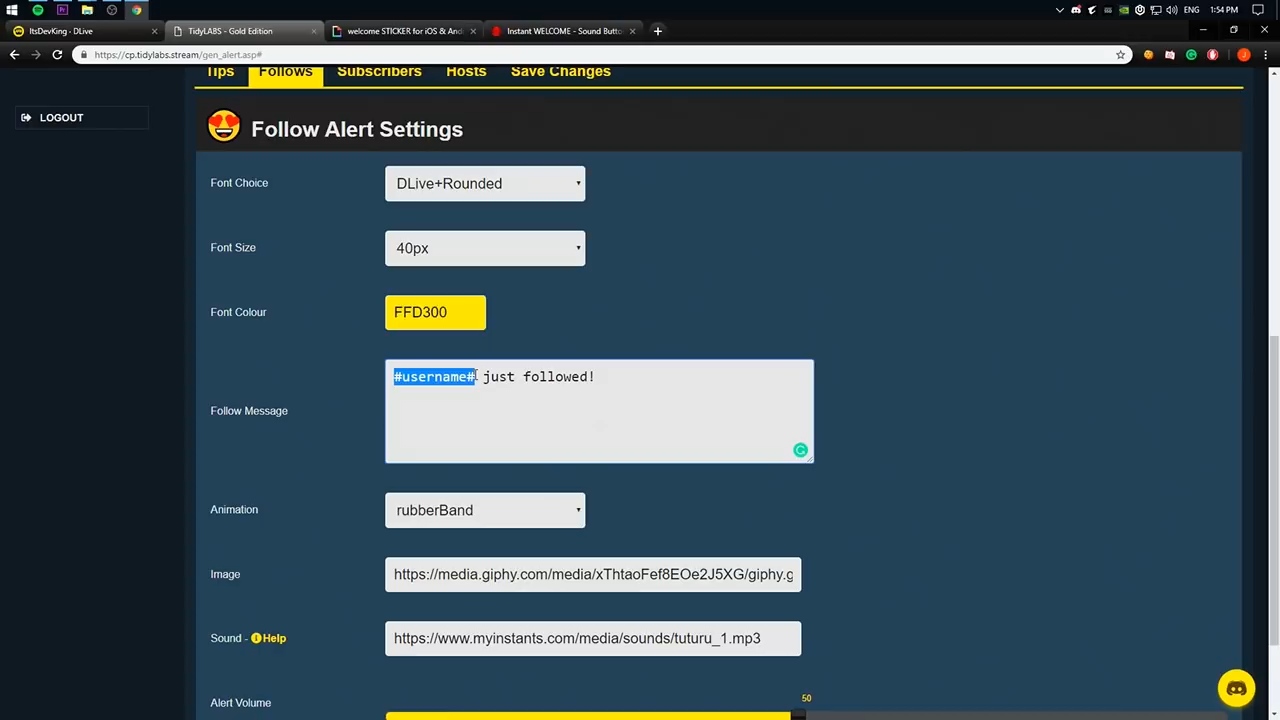 ENG
1:54 PM
ItsDevKing - DLive
TidyLABS - Gold Edition
welcome STICKER for iOS & And
Instant WELCOME - Sound Butto
https://cp.tidylabs.stream/gen_alert.asp#
Tips
Follows
Subscribers
Hosts
Save Changes
LOGOUT
Follow Alert Settings
Font Choice
DLive+Rounded
Font Size
40px
Font Colour
FFD300
#username# just followed!
Follow Message
Animation
rubberBand
Image
https://media.giphy.com/media/xThtaoFef8EOe2J5XG/giphy.g
Sound - Help
https://www.myinstants.com/media/sounds/tuturu_1.mp3
50
Alert Volume